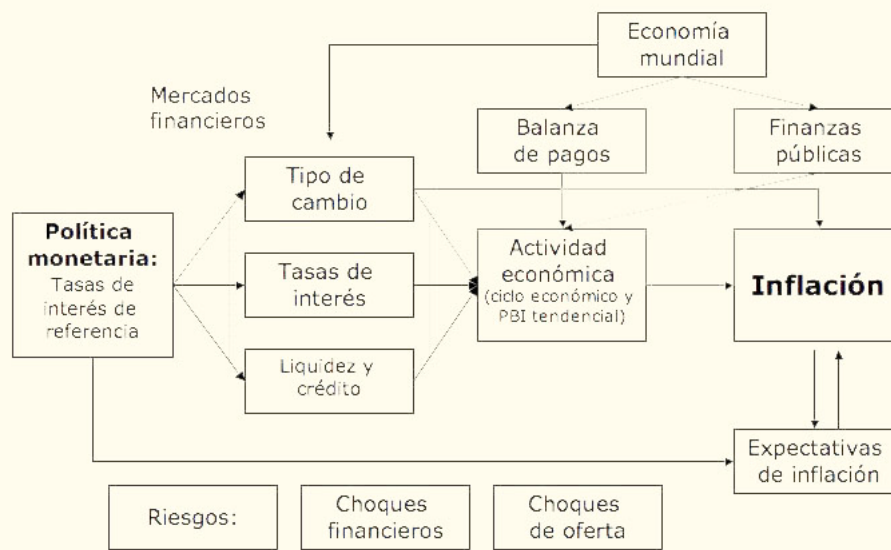 Economía
mundial
Mercados
financieros
Balanza
de pagos
Finanzas
públicas
Tipo de
cambio
Política
monetaria:
Tasas de
interés de
referencia
Tasas de
interés
Actividad
económica
(ciclo económico y
PBI tendencial)
Inflación
Liquidez y
crédito
Expectativas
de inflación
Riesgos:
Choques
financieros
Choques
de oferta